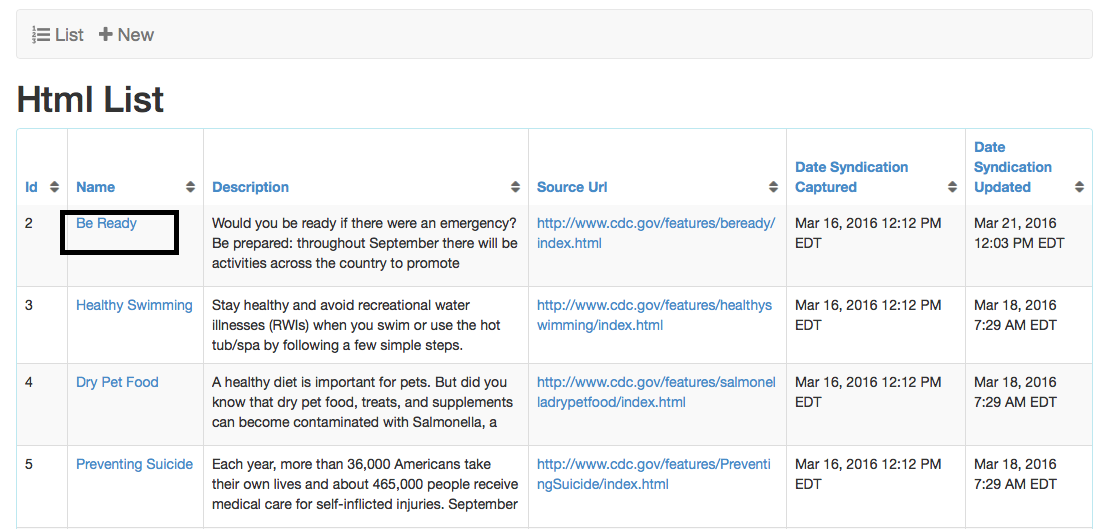 List New
Html List
Id Name Description Source Url Date Syndication Captured Date Syndication Updated
2 Be Ready Would you be ready if there were an emergency? http://www.cdc.gov/features/beready/ Mar 16, 2016 12:12 PM Mar 21, 2016
Be prepared: throughout September there will be index.html EDT 12:03 PM EDT
activities across the country to promote
3 Healthy Swimming Stay healthy and avoid recreational water http://www.cdc.gov/features/healthys Mar 16, 2016 12:12 PM Mar 18, 2016
illnesses (RWIs) when you swim or use the hot wimming/index.html EDT 7:29 AM EDT
tub/spa by following a few simple steps.
4 Dry Pet Food A healthy diet is important for pets. But did you http://www.cdc.gov/features/salmonel Mar 16, 2016 12:12 PM Mar 18, 2016
know that dry pet food, treats, and supplements ladrypetfood/index.html EDT 7:29 AM EDT
can become contaminated with Salmonella, a
5 Preventing Suicide Each year, more than 36,000 Americans take http://www.cdc.gov/features/Preventi Mar 16, 2016 12:12 PM Mar 18, 2016
their own lives and about 465,000 people receive ngSuicide/index.html EDT 7:29 AM EDT
medical care for self-inflicted injuries. September